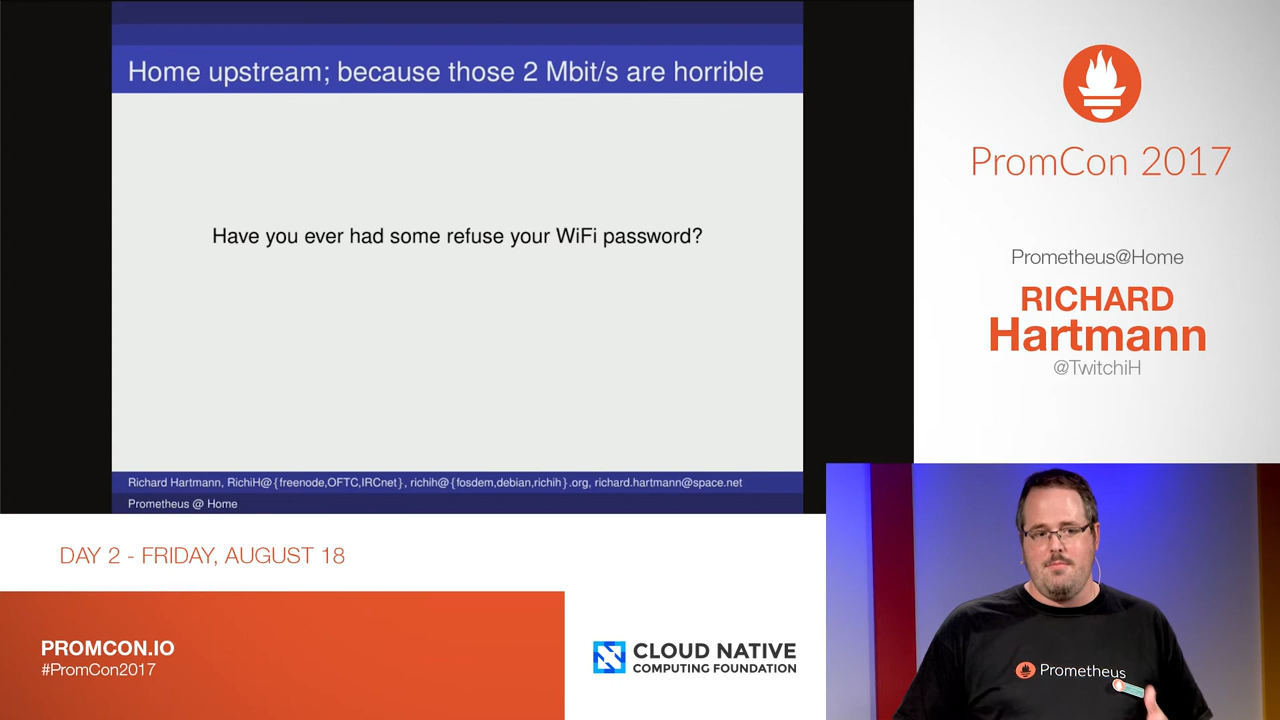 Home upstream; because those 2 Mbit/s are horrible
Have you ever had some refuse your WiFi password?
Richard Hartmann, RichiH@{freenode,OFTC,IRCnet}, richih@{fosdem,debian,richih}.org, richard.hartmann@space.net
Prometheus @ Home
PromCon 2017
Prometheus@Home
RICHARD
Hartmann
@TwitchiH
DAY 2 - FRIDAY, AUGUST 18
PROMCON.IO
#PromCon2017
CLOUD NATIVE
COMPUTING FOUNDATION
Prometheus